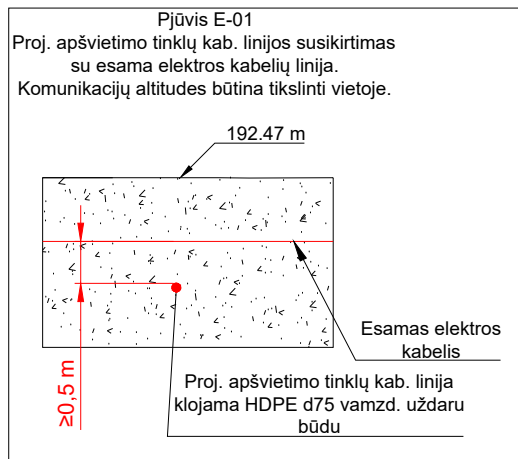 Pjūvis E-01
Proj. apšvietimo tinklų kab. linijos susikirtimas
su esama elektros kabelių linija.
Komunikacijų altitudes būtina tikslinti vietoje.
192.47 m
Esamas elektros
kabelis
≥0,5 m
Proj. apšvietimo tinklų kab. linija
klojama HDPE d75 vamzd. uždaru
būdu